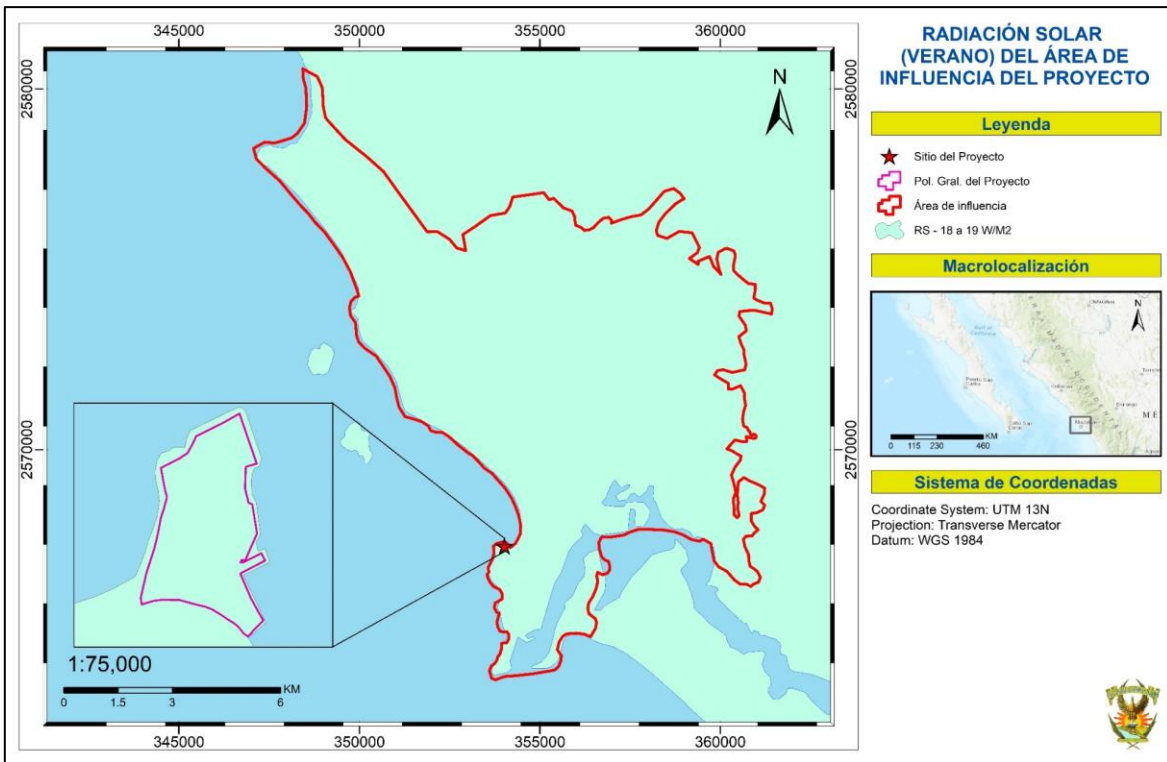 345000
350000
355000
360000
2580000
2570000
N
1:75,000
KM
0 1.5 3 6
2580000
2570000
345000
350000
355000
360000
RADIACIÓN SOLAR
(VERANO) DEL ÁREA DE
INFLUENCIA DEL PROYECTO
Leyenda
Sitio del Proyecto
Pol. Gral. del Proyecto
Área de influencia
RS - 18 a 19 W/M2
Macrolocalización
N
KM
0 115 230 460
Sistema de Coordenadas
Coordinate System: UTM 13N
Projection: Transverse Mercator
Datum: WGS 1984